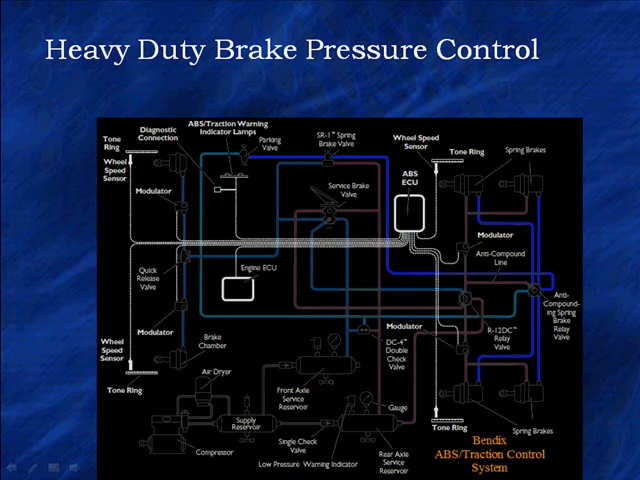 Heavy Duty Brake Pressure Control
Tone
Ring
Diagnostic
Connection
ABS/Traction Warning
Indicator Lamps
Parking
Valve
SR-1™ Spring
Brake Valve
Wheel Speed
Sensor
Tone Ring
Spring Brakes
Wheel
Speed
Sensor
Modulator
Service Brake
Valve
ABS
ECU
Modulator
Anti-Compound
Line
Quick
Release
Valve
Engine ECU
Anti-
Compound-
ing Spring
Brake
Relay
Valve
Modulator
Modulator
R-12DC™
Relay
Valve
Wheel
Speed
Sensor
Brake
Chamber
DC-4™
Double
Check
Valve
Air Dryer
Tone Ring
Front Axle
Service
Reservoir
Gauge
Supply
Reservoir
Tone Ring
Spring Brakes
Single Check
Valve
Compressor
Low Pressure Warning Indicator
Rear Axle
Service
Reservoir
Bendix
ABS/Traction Control
System